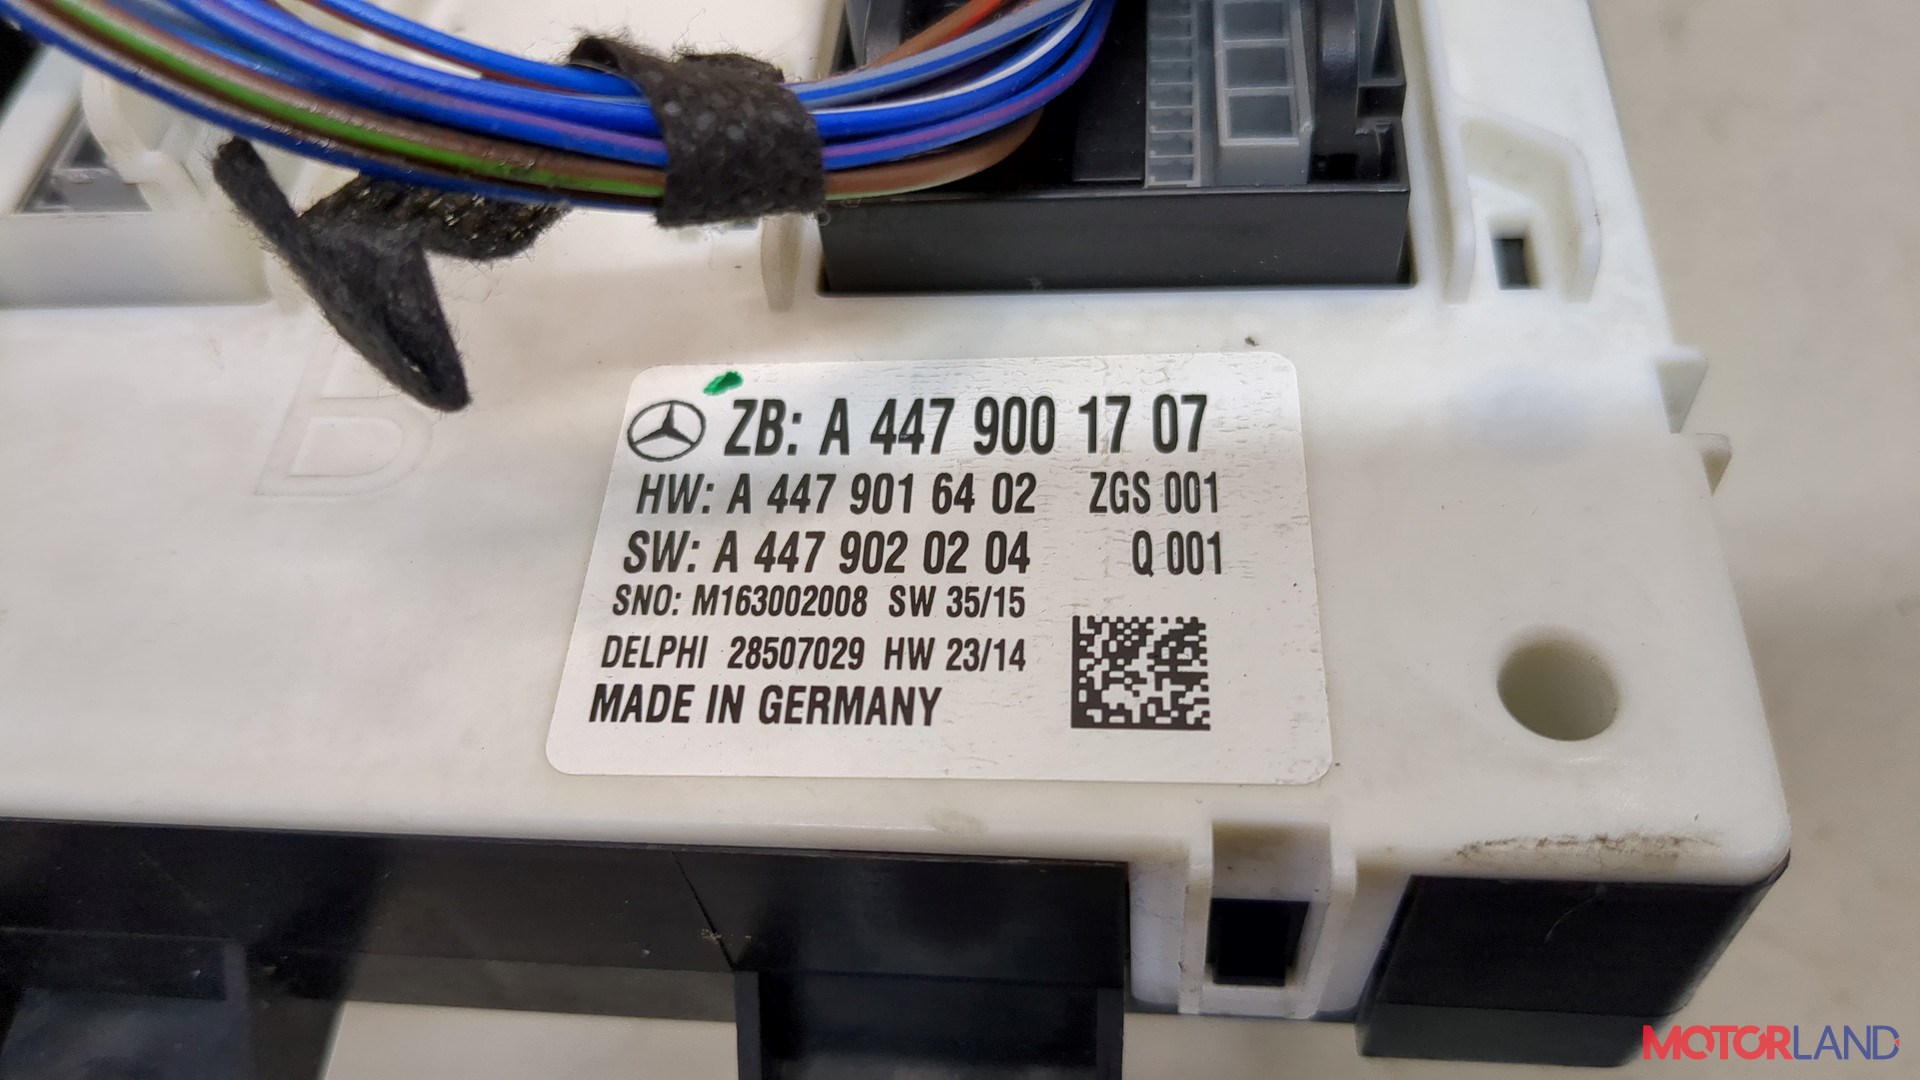 B
ZB: A 447 900 17 07
HW: A 447 901 64 02 ZGS 001
SW: A 447 902 02 04 Q 001
SNO: M163002008 SW 35/15
DELPHI 28507029 HW 23/14
MADE IN GERMANY
MOTORLAND